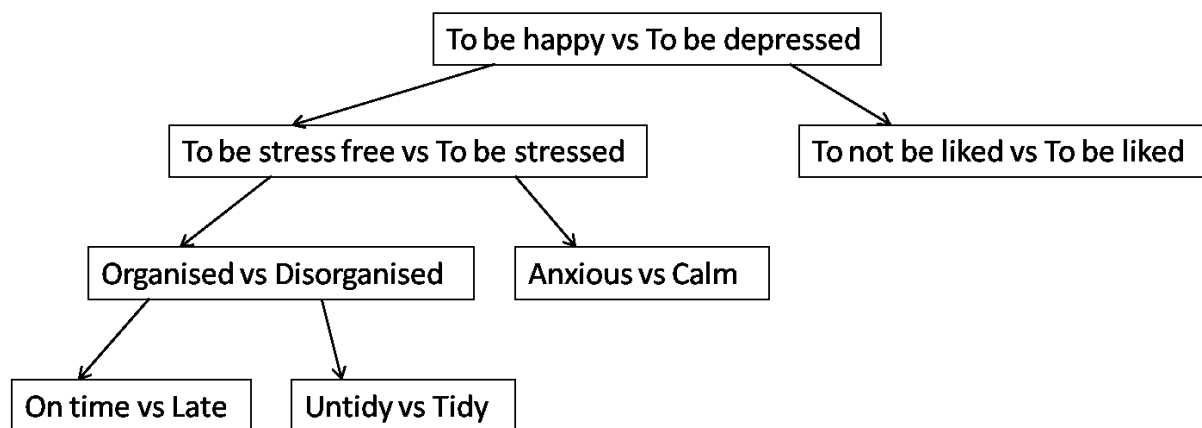 To be happy vs To be depressed
To be stress free vs To be stressed
To not be liked vs To be liked
Organised vs Disorganised
Anxious vs Calm
On time vs Late
Untidy vs Tidy